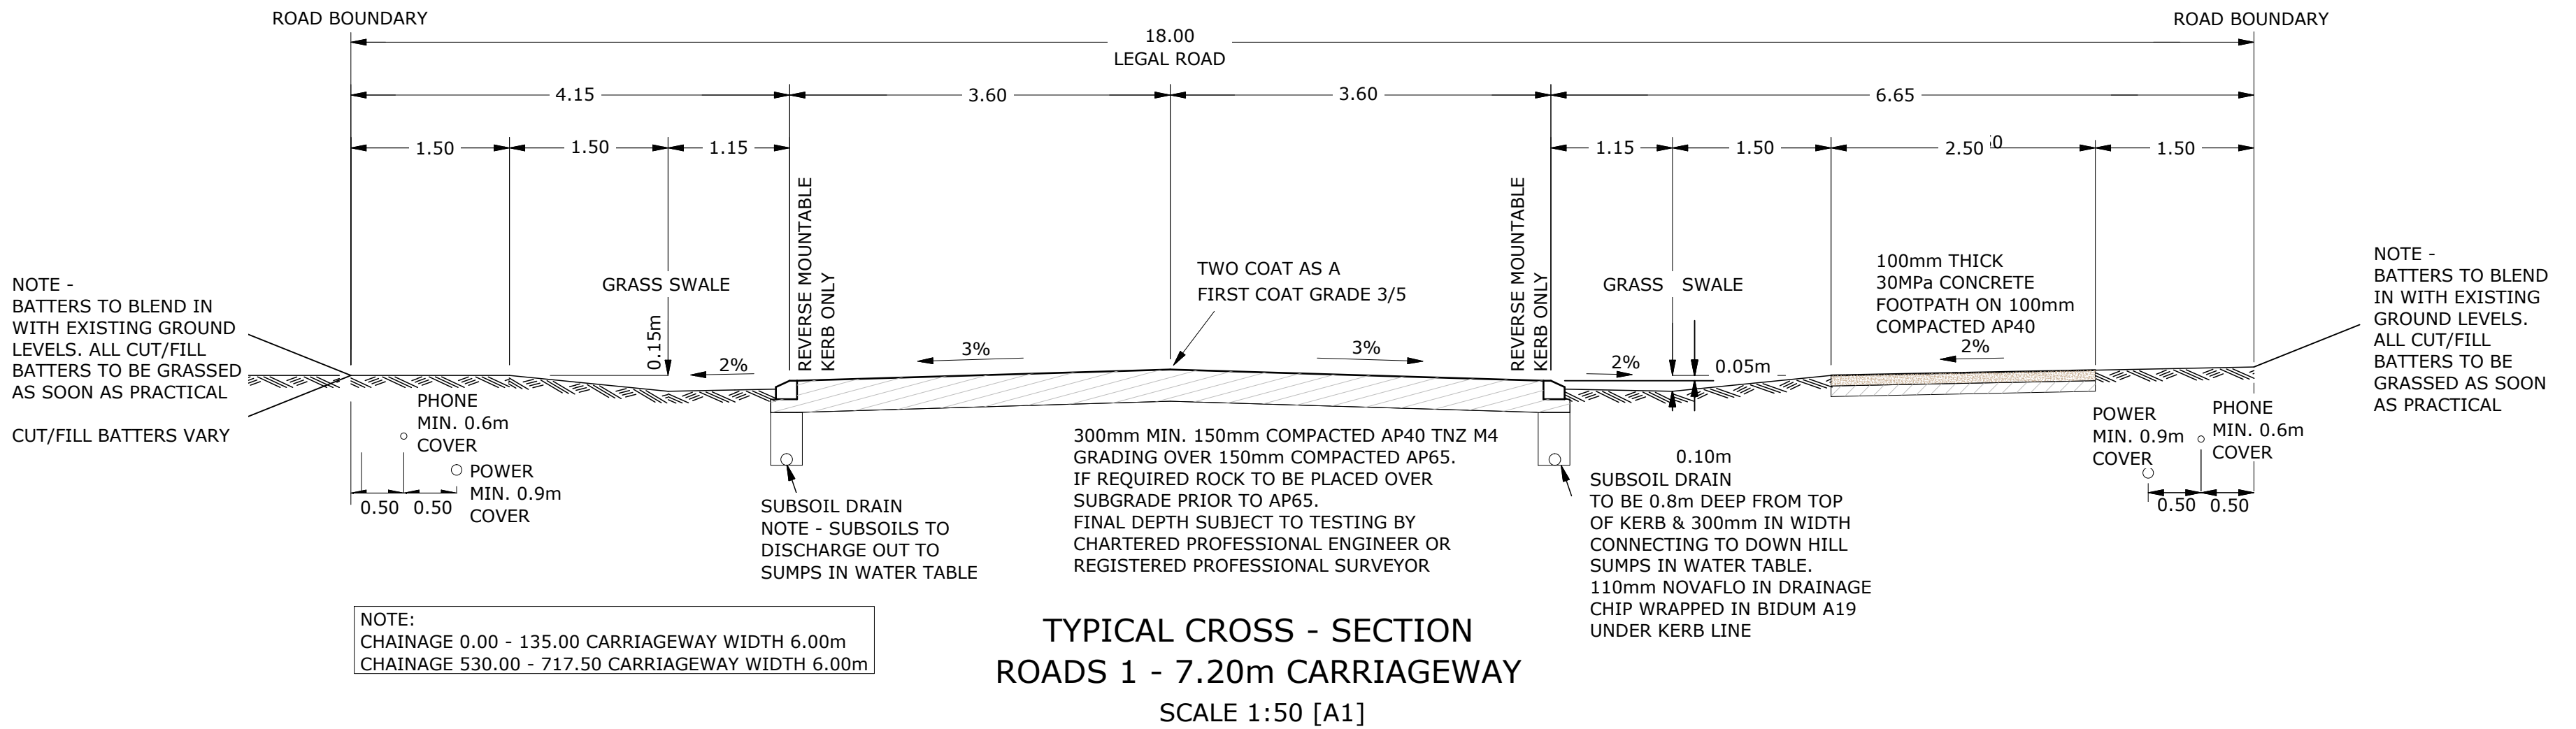 ROAD BOUNDARY
ROAD BOUNDARY
18.00
LEGAL ROAD
4.15
3.60
3.60
6.65
1.50
1.50
1.15
1.15
1.50
2.50
0
1.50
REVERSE MOUNTABLE
KERB ONLY
REVERSE MOUNTABLE
KERB ONLY
NOTE -
BATTERS TO BLEND IN
WITH EXISTING GROUND
LEVELS. ALL CUT/FILL
BATTERS TO BE GRASSED
AS SOON AS PRACTICAL
CUT/FILL BATTERS VARY
GRASS SWALE
0.15m
2%
3%
TWO COAT AS A
FIRST COAT GRADE 3/5
3%
GRASS SWALE
2%
0.05m
100mm THICK
30MPa CONCRETE
FOOTPATH ON 100mm
COMPACTED AP40
2%
NOTE -
BATTERS TO BLEND
IN WITH EXISTING
GROUND LEVELS.
ALL CUT/FILL
BATTERS TO BE
GRASSED AS SOON
AS PRACTICAL
PHONE
MIN. 0.6m
COVER
POWER
MIN. 0.9m
COVER
0.50
0.50
SUBSOIL DRAIN
NOTE - SUBSOILS TO
DISCHARGE OUT TO
SUMPS IN WATER TABLE
300mm MIN. 150mm COMPACTED AP40 TNZ M4
GRADING OVER 150mm COMPACTED AP65.
IF REQUIRED ROCK TO BE PLACED OVER
SUBGRADE PRIOR TO AP65.
FINAL DEPTH SUBJECT TO TESTING BY
CHARTERED PROFESSIONAL ENGINEER OR
REGISTERED PROFESSIONAL SURVEYOR
0.10m
SUBSOIL DRAIN
TO BE 0.8m DEEP FROM TOP
OF KERB & 300mm IN WIDTH
CONNECTING TO DOWN HILL
SUMPS IN WATER TABLE.
110mm NOVAFLO IN DRAINAGE
CHIP WRAPPED IN BIDUM A19
UNDER KERB LINE
POWER
MIN. 0.9m
COVER
PHONE
MIN. 0.6m
COVER
0.50
0.50
NOTE:
CHAINAGE 0.00 - 135.00 CARRIAGEWAY WIDTH 6.00m
CHAINAGE 530.00 - 717.50 CARRIAGEWAY WIDTH 6.00m
TYPICAL CROSS - SECTION
ROADS 1 - 7.20m CARRIAGEWAY
SCALE 1:50 [A1]